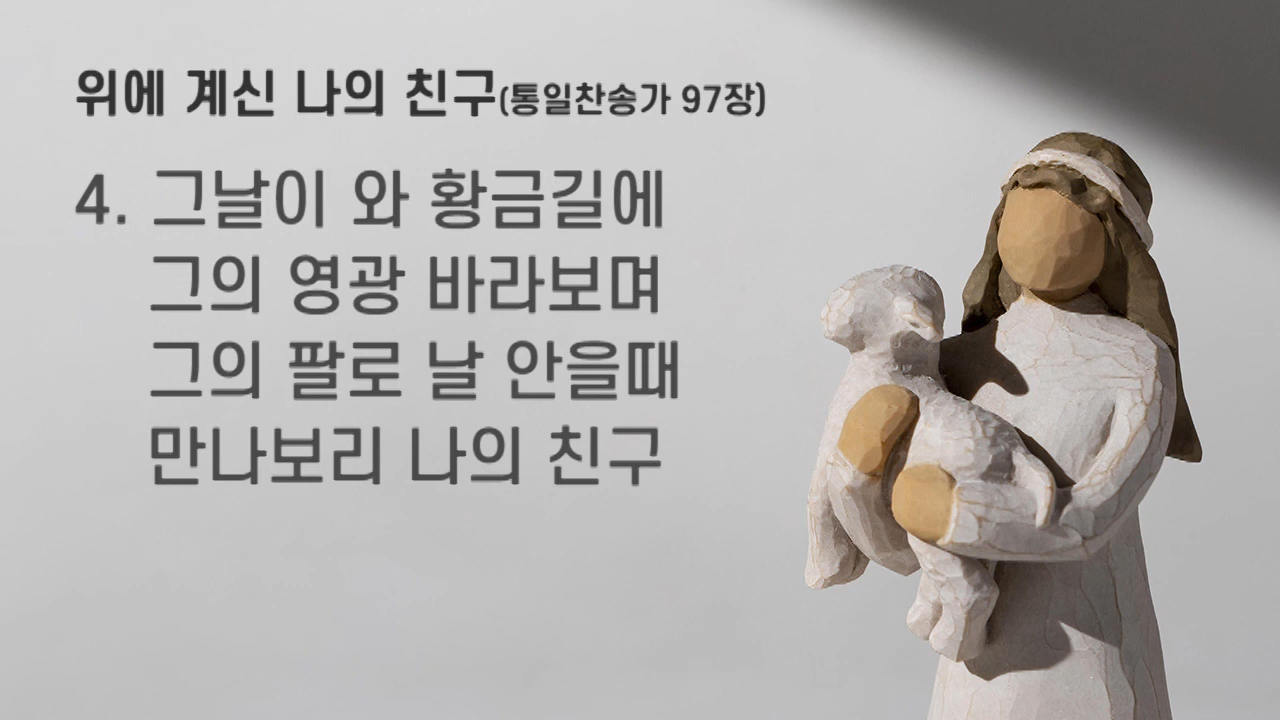 위에 계신 나의 친구(통일찬송가 97장)
4. 그날이 와 황금길에
그의 영광 바라보며
그의 팔로 날 안을때
만나보리 나의 친구